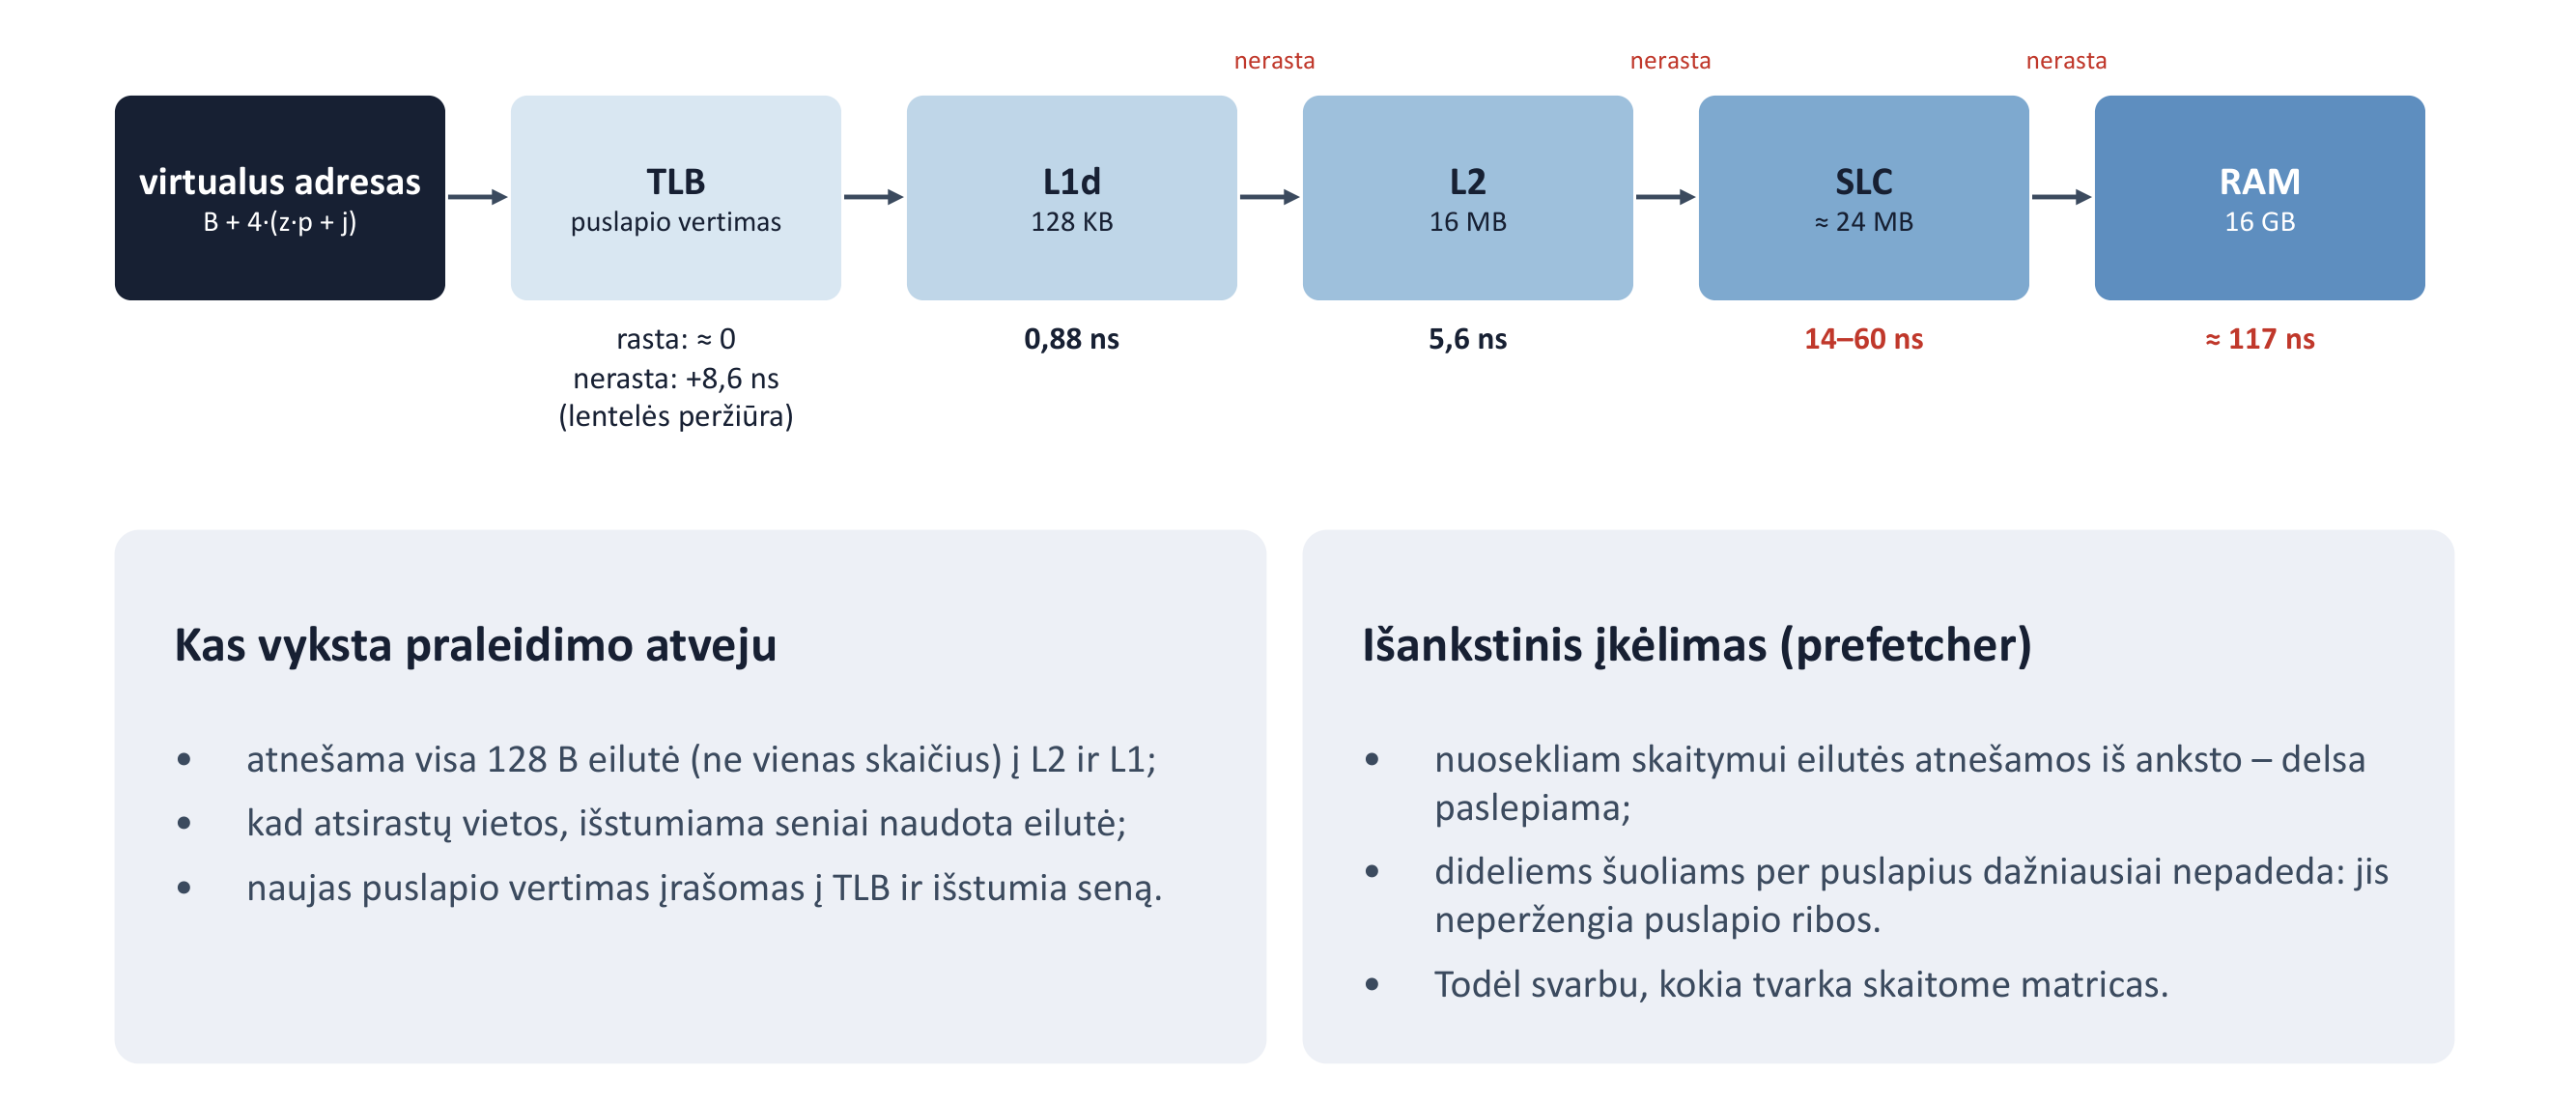 nerasta
nerasta
nerasta
virtualus adresas
B + 4·(z·p + j)
TLB
puslapio vertimas
L1d
128 KB
L2
16 MB
SLC
≈ 24 MB
RAM
16 GB
rasta: ≈ 0
nerasta: +8,6 ns
(lentelės peržiūra)
0,88 ns
5,6 ns
14–60 ns
≈ 117 ns
Kas vyksta praleidimo atveju
• atnešama visa 128 B eilutė (ne vienas skaičius) į L2 ir L1;
• kad atsirastų vietos, išstumiama seniai naudota eilutė;
• naujas puslapio vertimas įrašomas į TLB ir išstumia seną.
Išankstinis įkėlimas (prefetcher)
• nuosekliam skaitymui eilutės atnešamos iš anksto – delsa
paslepiama;
• dideliems šuoliams per puslapius dažniausiai nepadeda: jis
neperžengia puslapio ribos.
• Todėl svarbu, kokia tvarka skaitome matricas.